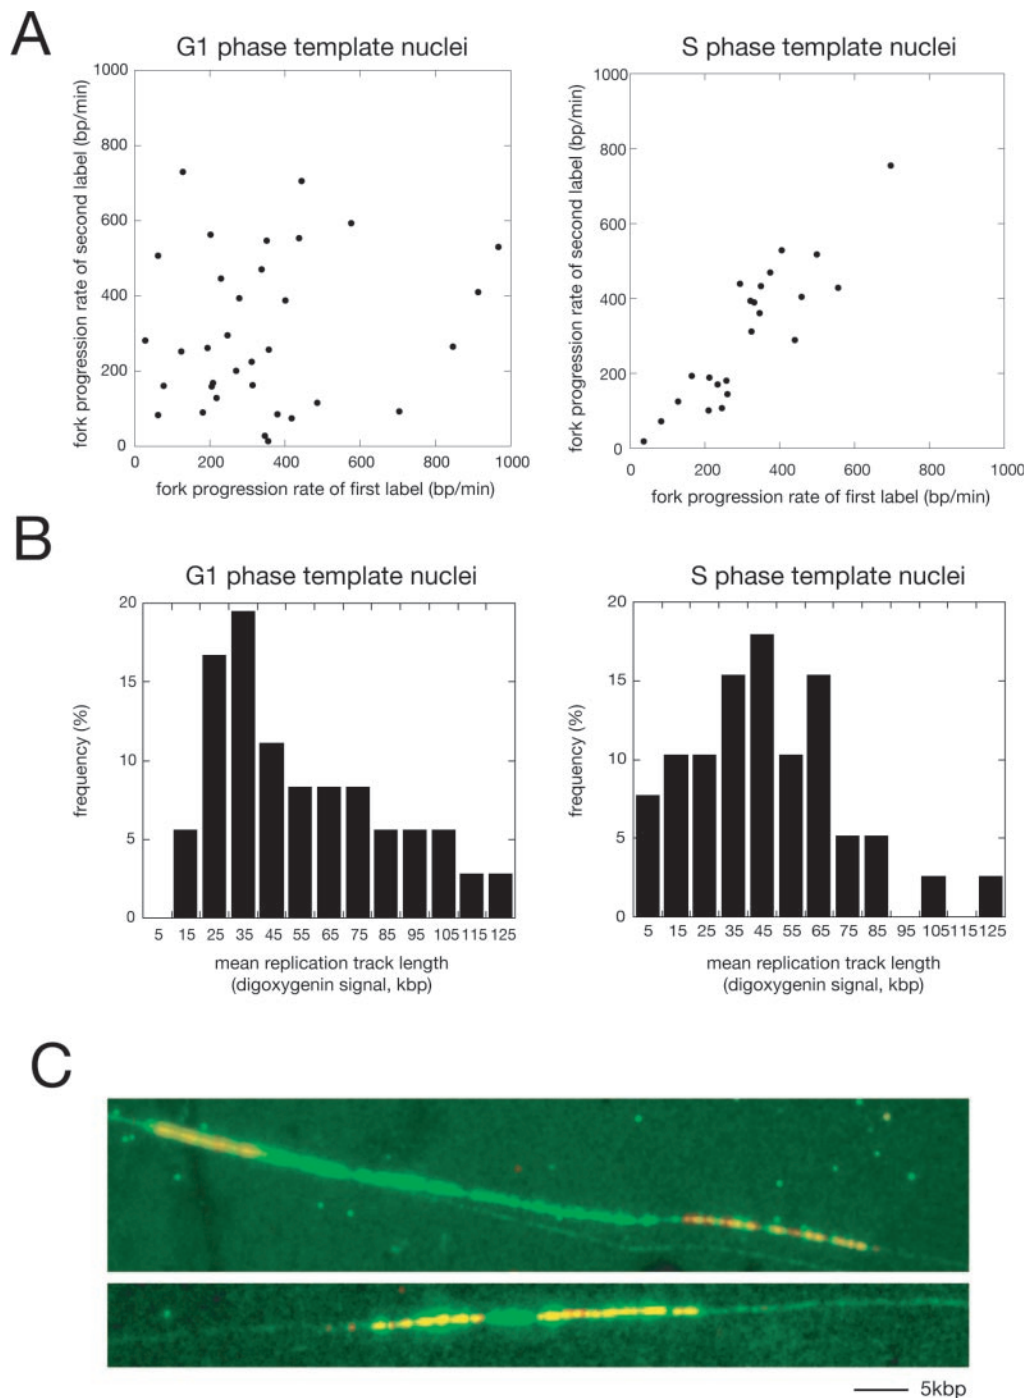 A
G1 phase template nuclei
S phase template nuclei
fork progression rate of second label (bp/min)
1000
800
600
400
200
0
0 200 400 600 800 1000
fork progression rate of first label (bp/min)
fork progression rate of second label (bp/min)
1000
800
600
400
200
0
0 200 400 600 800 1000
fork progression rate of first label (bp/min)
B
G1 phase template nuclei
S phase template nuclei
frequency (%)
20
15
10
5
0
5 15 25 35 45 55 65 75 85 95 105 115 125
mean replication track length
(digoxygenin signal, kbp)
frequency (%)
20
15
10
5
0
5 15 25 35 45 55 65 75 85 95 105 115 125
mean replication track length
(digoxygenin signal, kbp)
C
5kbp